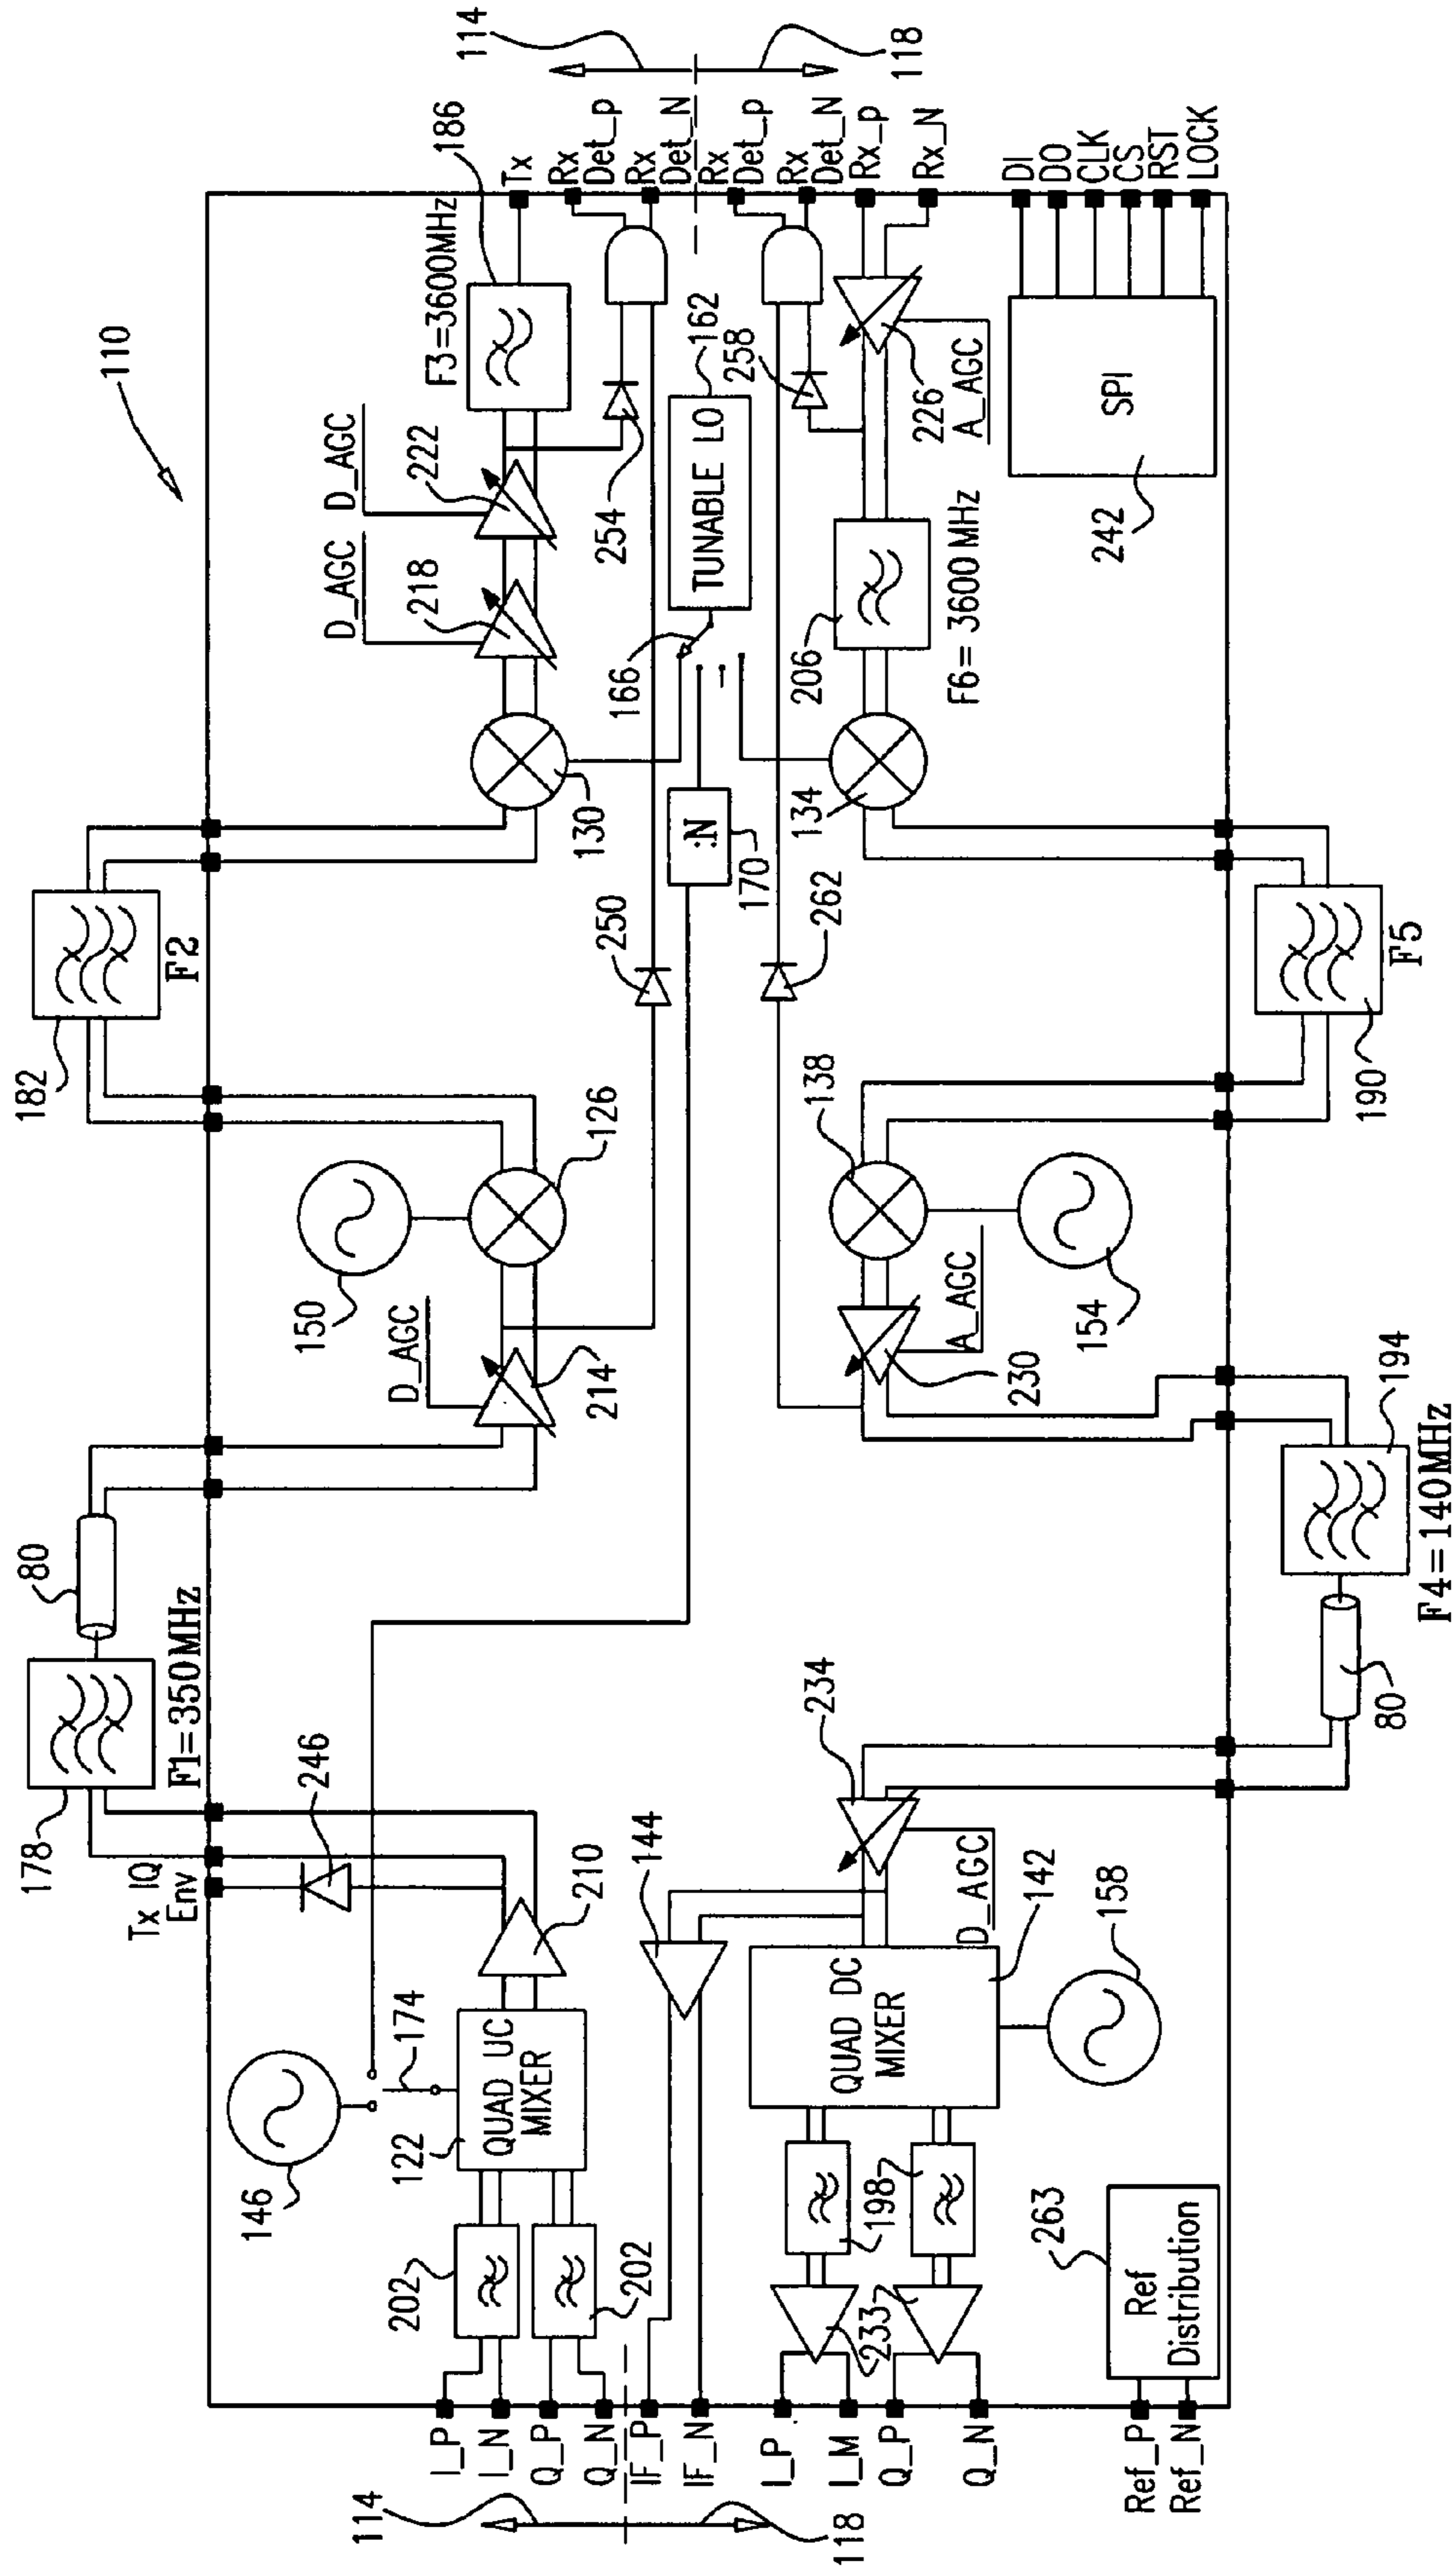 110
178
F1=350MHz
80
182
F2
Tx IQ
Env
246
146
174
122
QUAD UC
MIXER
202
202
210
D_AGC
214
150
126
130
D_AGC
218
D_AGC
222
F3=3600MHz
186
Tx
Rx
Det_p
Rx
Det_N
254
250
166
TUNABLE LO
162
:N
170
114
118
I_P
I_N
Q_P
Q_N
IF_P
IF_N
I_P
I_M
Q_P
Q_N
Ref_P
Ref_N
114
118
144
234
D_AGC
QUAD DC
MIXER
142
158
198
233
263
Ref
Distribution
262
138
A_AGC
230
154
134
206
F6= 3600 MHz
258
226
A_AGC
Rx
Det_p
Rx
Det_N
Rx_p
Rx_N
SPI
242
DI
DO
CLK
CS
RST
LOCK
80
194
F4=140MHz
190
F5